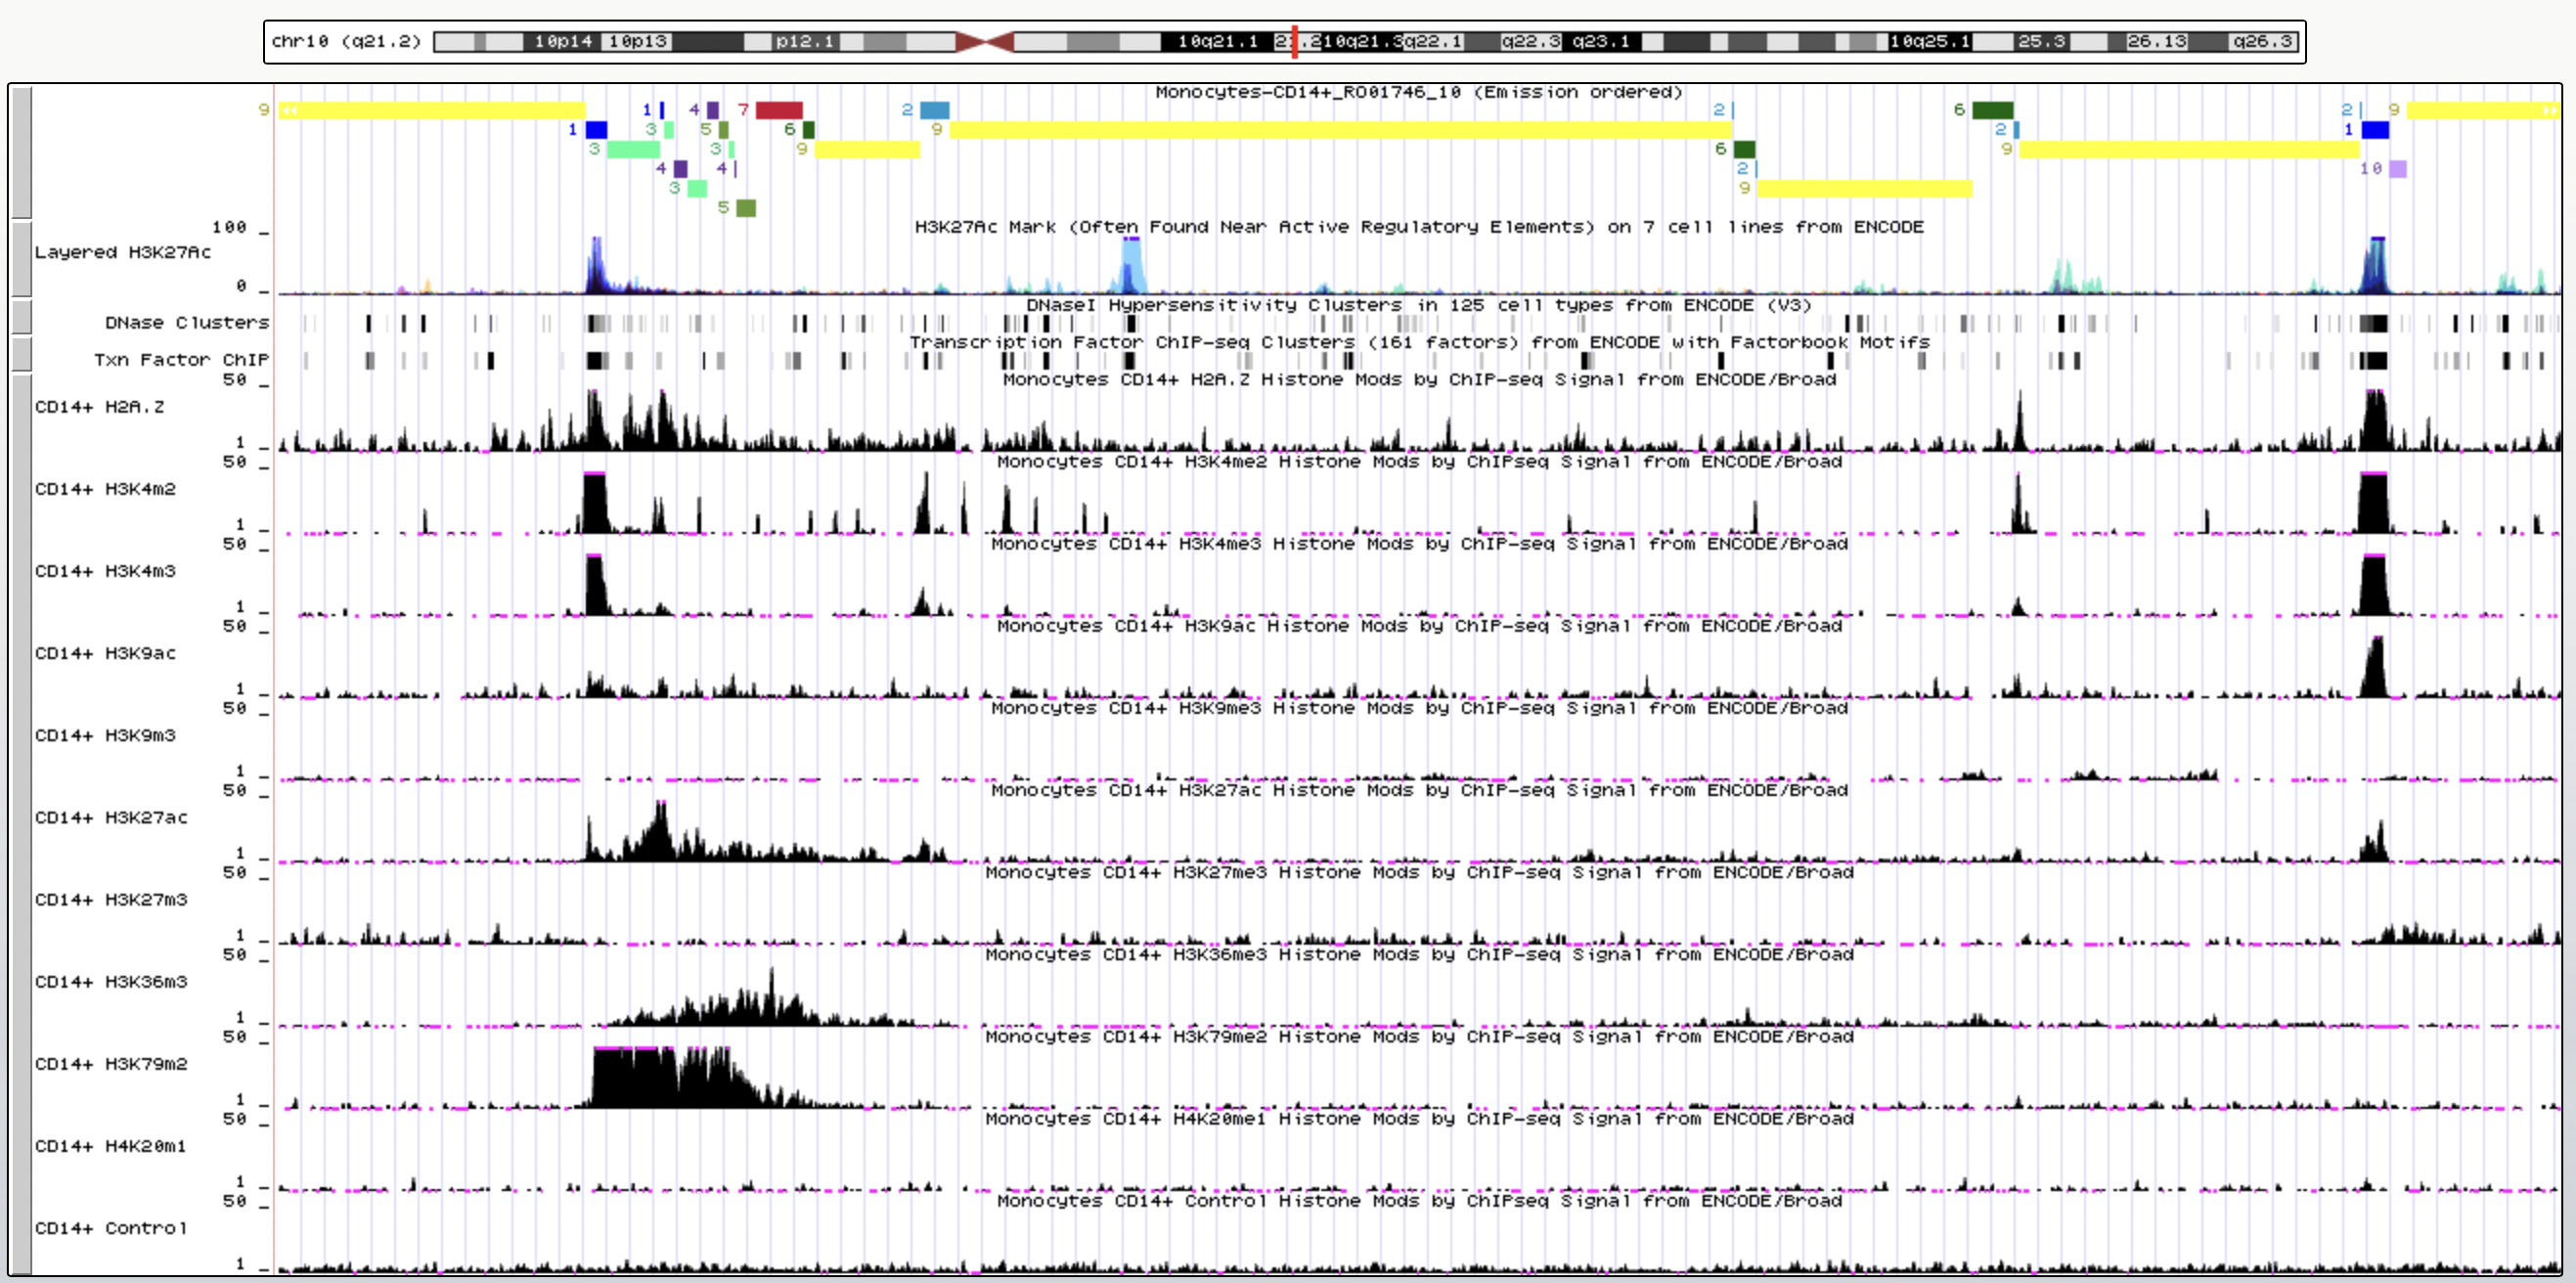 chr10 (q21.2) 10p14 10p13 p12.1 10q21.1 21.2 10q21.3 q22.1 q22.3 q23.1 10q25.1 25.3 26.13 q26.3
Monocytes-CD14+_RO01746_10 (Emission ordered)
9 1 4 7 2 2 6 2 9
1 3 5 6 9 2 1
3 3 9 6 9
4 4 2 10
3 9
5
H3K27Ac Mark (Often Found Near Active Regulatory Elements) on 7 cell lines from ENCODE
100
Layered H3K27Ac
0
DNaseI Hypersensitivity Clusters in 125 cell types from ENCODE (V3)
DNase Clusters
Transcription Factor ChIP-seq Clusters (161 factors) from ENCODE with Factorbook Motifs
Txn Factor ChIP
Monocytes CD14+ H2A.Z Histone Mods by ChIP-seq Signal from ENCODE/Broad
50
CD14+ H2A.Z
1
Monocytes CD14+ H3K4me2 Histone Mods by ChIPseq Signal from ENCODE/Broad
50
CD14+ H3K4m2
1
Monocytes CD14+ H3K4me3 Histone Mods by ChIP-seq Signal from ENCODE/Broad
50
CD14+ H3K4m3
1
Monocytes CD14+ H3K9ac Histone Mods by ChIP-seq Signal from ENCODE/Broad
50
CD14+ H3K9ac
1
Monocytes CD14+ H3K9me3 Histone Mods by ChIP-seq Signal from ENCODE/Broad
50
CD14+ H3K9m3
1
Monocytes CD14+ H3K27ac Histone Mods by ChIP-seq Signal from ENCODE/Broad
50
CD14+ H3K27ac
1
Monocytes CD14+ H3K27me3 Histone Mods by ChIP-seq Signal from ENCODE/Broad
50
CD14+ H3K27m3
1
Monocytes CD14+ H3K36me3 Histone Mods by ChIP-seq Signal from ENCODE/Broad
50
CD14+ H3K36m3
1
Monocytes CD14+ H3K79me2 Histone Mods by ChIP-seq Signal from ENCODE/Broad
50
CD14+ H3K79m2
1
Monocytes CD14+ H4K20me1 Histone Mods by ChIP-seq Signal from ENCODE/Broad
50
CD14+ H4K20m1
1
Monocytes CD14+ Control Histone Mods by ChIPseq Signal from ENCODE/Broad
50
CD14+ Control
1